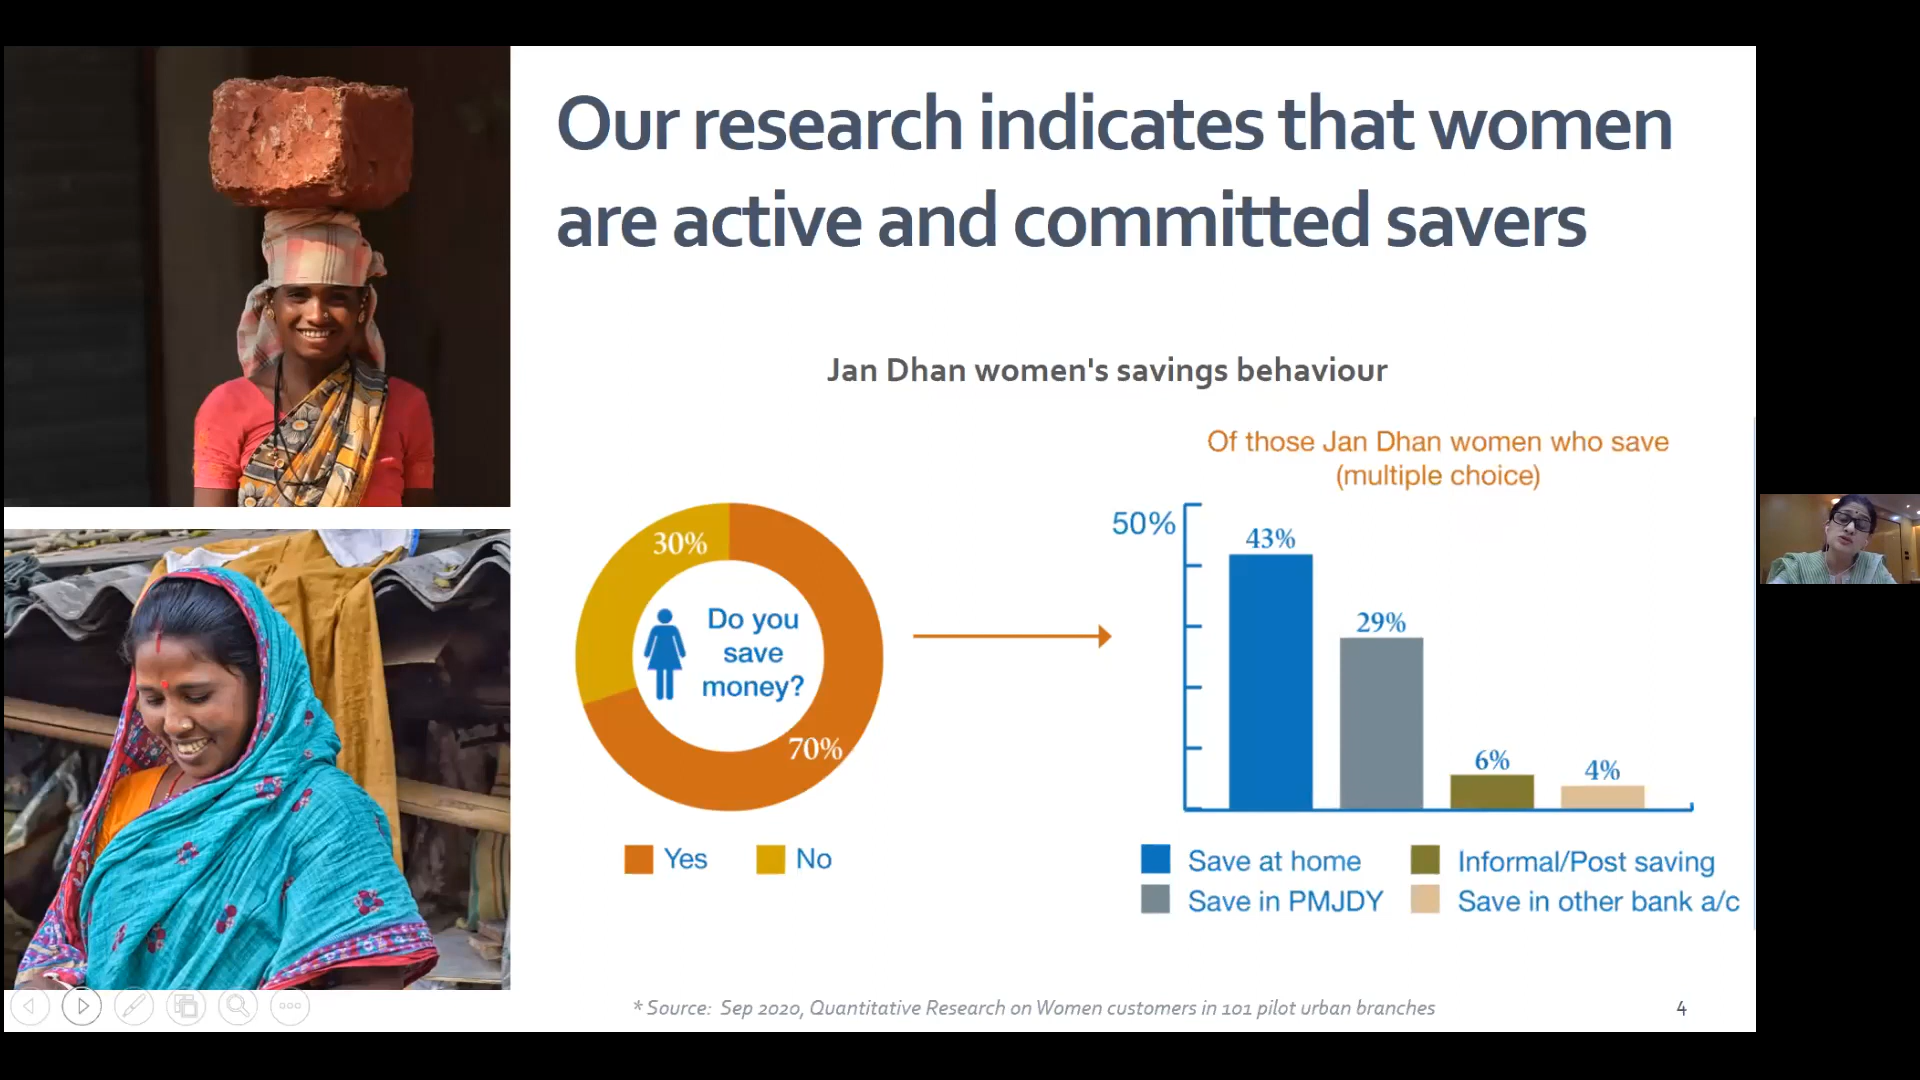 Our research indicates that women
are active and committed savers
Jan Dhan women's savings behaviour
30%
Do you
save
money?
70%
Yes
No
Of those Jan Dhan women who save
(multiple choice)
50%
43%
29%
6%
4%
Save at home
Informal/Post saving
Save in PMJDY
Save in other bank a/c
* Source: Sep 2020, Quantitative Research on Women customers in 101 pilot urban branches
4